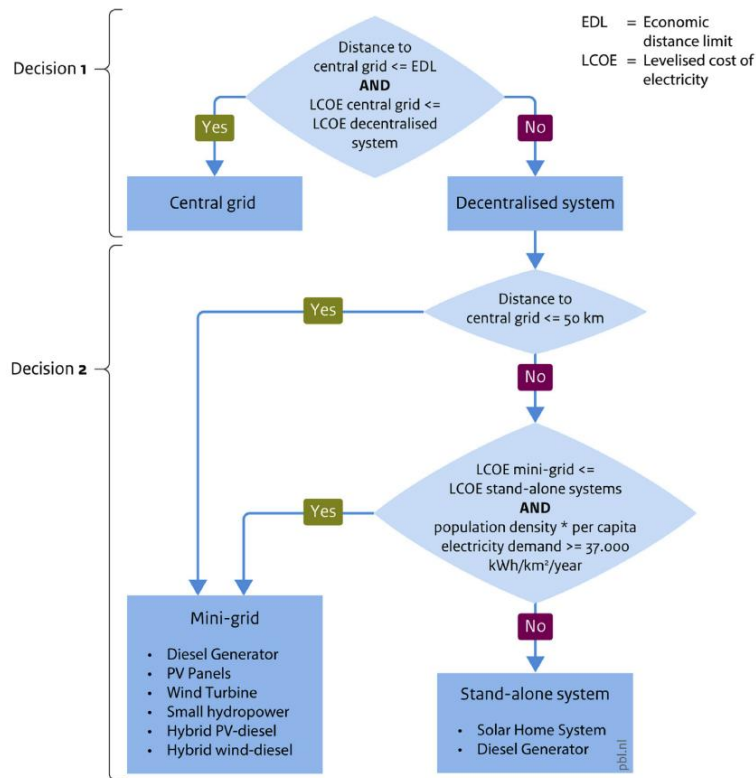 EDL = Economic
distance limit
LCOE = Levelised cost of
electricity
Decision 1
Distance to
central grid <= EDL
AND
LCOE central grid <=
LCOE decentralised
system
Yes
No
Central grid
Decentralised system
Decision 2
Distance to
central grid <= 50 km
Yes
No
LCOE mini-grid <=
LCOE stand-alone systems
AND
population density * per capita
electricity demand >= 37.000
kWh/km²/year
Yes
No
Mini-grid
• Diesel Generator
• PV Panels
• Wind Turbine
• Small hydropower
• Hybrid PV-diesel
• Hybrid wind-diesel
Stand-alone system
• Solar Home System
• Diesel Generator
pbl.nl